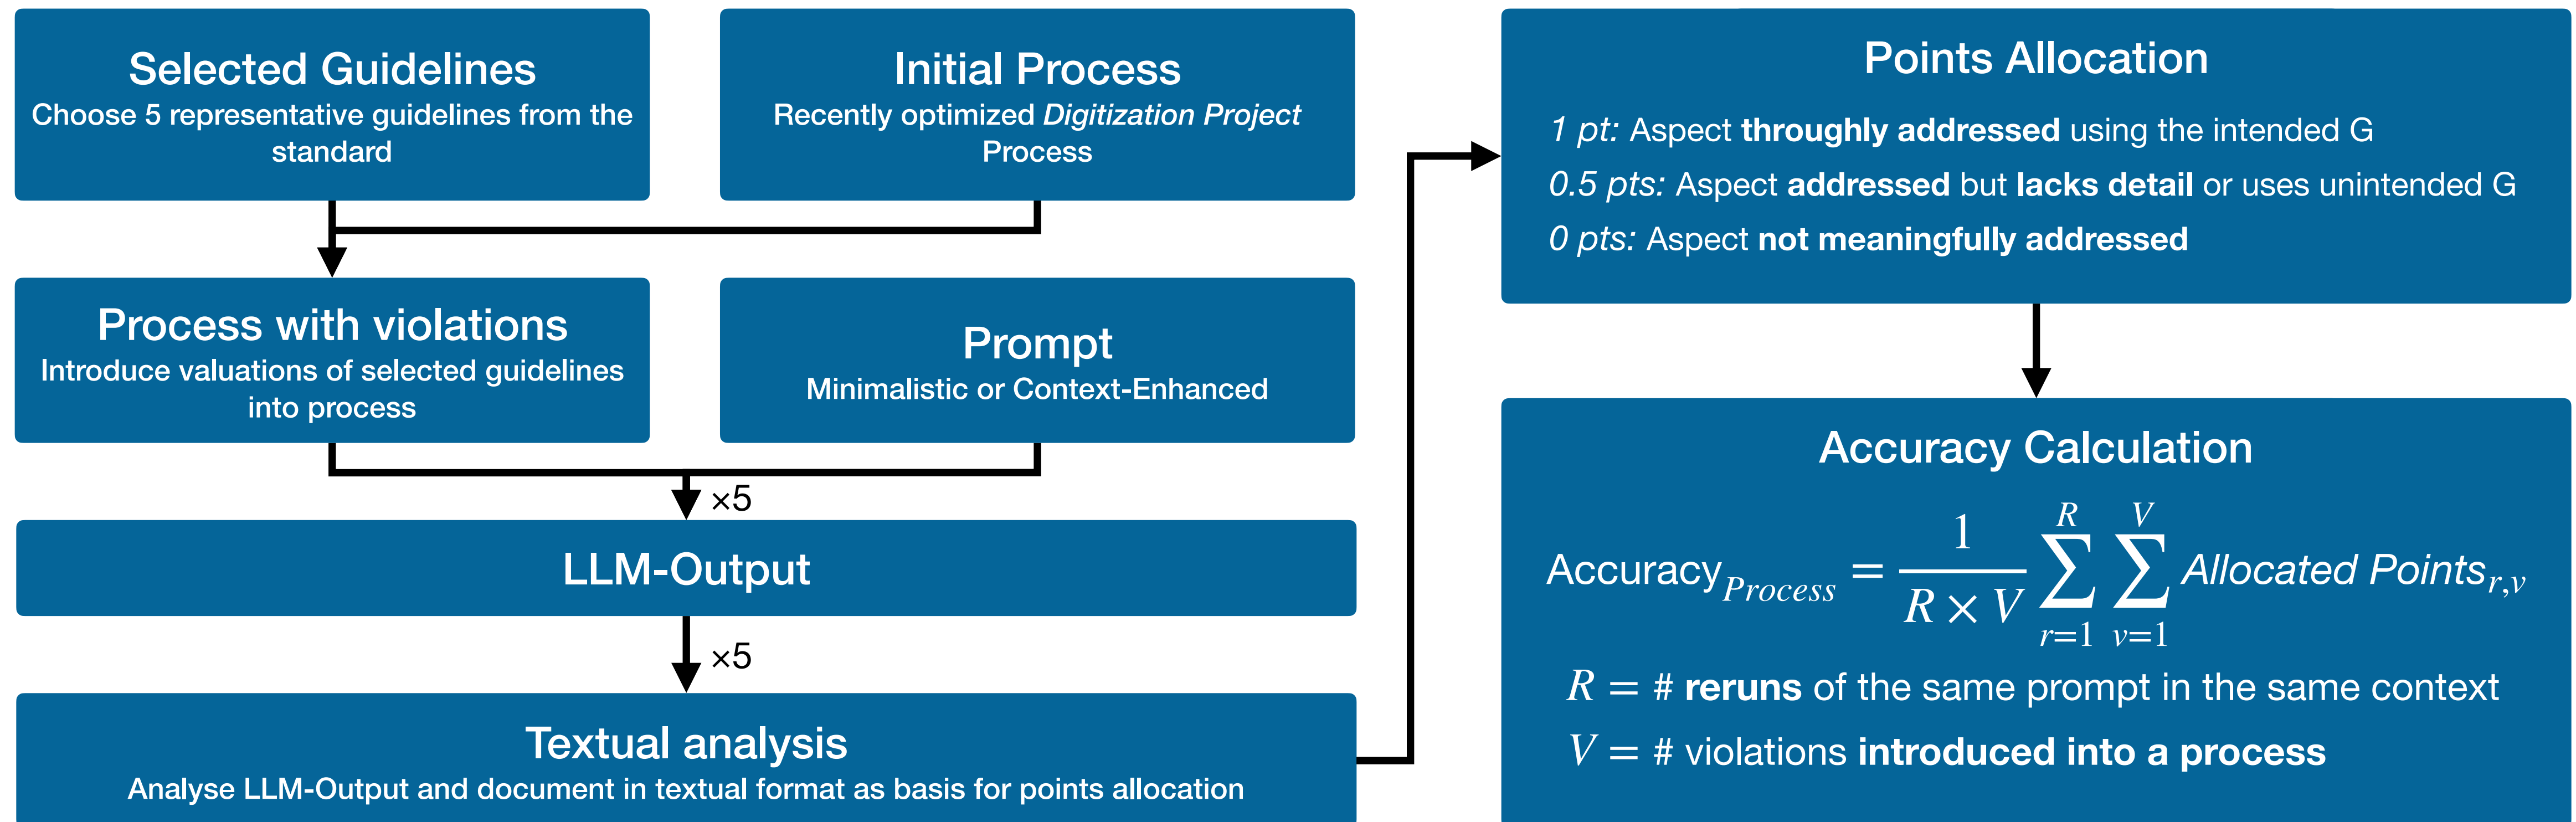 Selected Guidelines
Choose 5 representative guidelines from the
standard
Initial Process
Recently optimized Digitization Project
Process
Process with violations
Introduce valuations of selected guidelines
into process
Prompt
Minimalistic or Context-Enhanced
×5
LLM-Output
×5
Textual analysis
Analyse LLM-Output and document in textual format as basis for points allocation
Points Allocation
1 pt: Aspect throughly addressed using the intended G
0.5 pts: Aspect addressed but lacks detail or uses unintended G
0 pts: Aspect not meaningfully addressed
Accuracy Calculation
Accuracy_{Process} = \frac{1}{R × V} \sum_{r=1}^{R} \sum_{v=1}^{V} Allocated Points_{r,v}
R = # reruns of the same prompt in the same context
V = # violations introduced into a process